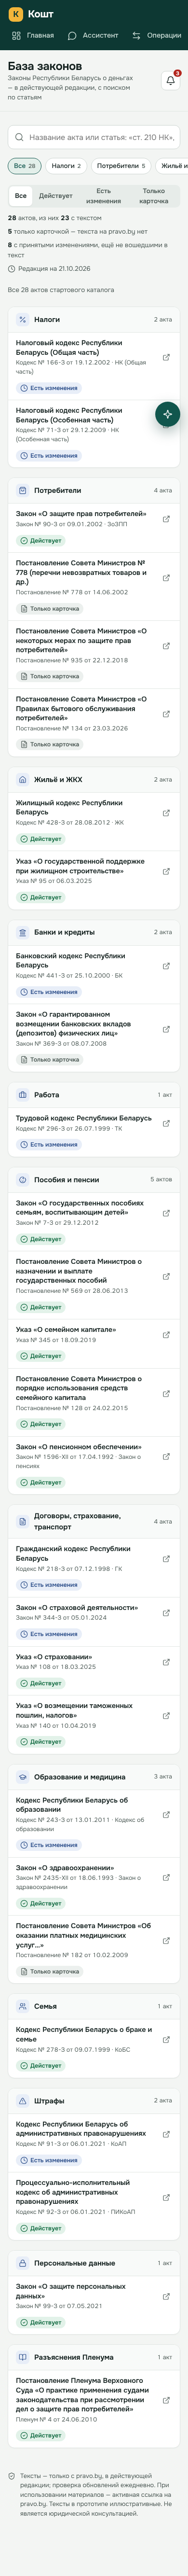 К Кошт
Главная Ассистент Операции
База законов
Законы Республики Беларусь о деньгах
— в действующей редакции, с поиском
по статьям
3
Название акта или статья: «ст. 210 НК»,
Все 28 Налоги 2 Потребители 5 Жильё и
Все Действует Есть изменения Только карточка
28 актов, из них 23 с текстом
5 только карточкой — текста на pravo.by нет
8 с принятыми изменениями, ещё не вошедшими в
текст
Редакция на 21.10.2026
Все 28 актов стартового каталога
Налоги 2 акта
Налоговый кодекс Республики
Беларусь (Общая часть)
Кодекс № 166-З от 19.12.2002 · НК (Общая
часть)
Есть изменения
Налоговый кодекс Республики
Беларусь (Особенная часть)
Кодекс № 71-З от 29.12.2009 · НК
(Особенная часть)
Есть изменения
Потребители 4 акта
Закон «О защите прав потребителей»
Закон № 90-З от 09.01.2002 · ЗоЗПП
Действует
Постановление Совета Министров №
778 (перечни невозвратных товаров и
др.)
Постановление № 778 от 14.06.2002
Только карточка
Постановление Совета Министров «О
некоторых мерах по защите прав
потребителей»
Постановление № 935 от 22.12.2018
Только карточка
Постановление Совета Министров «О
Правилах бытового обслуживания
потребителей»
Постановление № 134 от 23.03.2026
Только карточка
Жильё и ЖКХ 2 акта
Жилищный кодекс Республики
Беларусь
Кодекс № 428-З от 28.08.2012 · ЖК
Действует
Указ «О государственной поддержке
при жилищном строительстве»
Указ № 95 от 06.03.2025
Действует
Банки и кредиты 2 акта
Банковский кодекс Республики
Беларусь
Кодекс № 441-З от 25.10.2000 · БК
Есть изменения
Закон «О гарантированном
возмещении банковских вкладов
(депозитов) физических лиц»
Закон № 369-З от 08.07.2008
Только карточка
Работа 1 акт
Трудовой кодекс Республики Беларусь
Кодекс № 296-З от 26.07.1999 · ТК
Есть изменения
Пособия и пенсии 5 актов
Закон «О государственных пособиях
семьям, воспитывающим детей»
Закон № 7-З от 29.12.2012
Действует
Постановление Совета Министров о
назначении и выплате
государственных пособий
Постановление № 569 от 28.06.2013
Действует
Указ «О семейном капитале»
Указ № 345 от 18.09.2019
Действует
Постановление Совета Министров о
порядке использования средств
семейного капитала
Постановление № 128 от 24.02.2015
Действует
Закон «О пенсионном обеспечении»
Закон № 1596-XII от 17.04.1992 · Закон о
пенсиях
Действует
Договоры, страхование,
транспорт 4 акта
Гражданский кодекс Республики
Беларусь
Кодекс № 218-З от 07.12.1998 · ГК
Есть изменения
Закон «О страховой деятельности»
Закон № 344-З от 05.01.2024
Есть изменения
Указ «О страховании»
Указ № 108 от 18.03.2025
Действует
Указ «О возмещении таможенных
пошлин, налогов»
Указ № 140 от 10.04.2019
Действует
Образование и медицина 3 акта
Кодекс Республики Беларусь об
образовании
Кодекс № 243-З от 13.01.2011 · Кодекс об
образовании
Есть изменения
Закон «О здравоохранении»
Закон № 2435-XII от 18.06.1993 · Закон о
здравоохранении
Действует
Постановление Совета Министров «Об
оказании платных медицинских
услуг…»
Постановление № 182 от 10.02.2009
Только карточка
Семья 1 акт
Кодекс Республики Беларусь о браке и
семье
Кодекс № 278-З от 09.07.1999 · КоБС
Действует
Штрафы 2 акта
Кодекс Республики Беларусь об
административных правонарушениях
Кодекс № 91-З от 06.01.2021 · КоАП
Есть изменения
Процессуально-исполнительный
кодекс об административных
правонарушениях
Кодекс № 92-З от 06.01.2021 · ПИКоАП
Действует
Персональные данные 1 акт
Закон «О защите персональных
данных»
Закон № 99-З от 07.05.2021
Действует
Разъяснения Пленума 1 акт
Постановление Пленума Верховного
Суда «О практике применения судами
законодательства при рассмотрении
дел о защите прав потребителей»
Пленум № 4 от 24.06.2010
Действует
Тексты — только с pravo.by, в действующей
редакции; проверка обновлений ежедневно. При
использовании материалов — активная ссылка на
pravo.by. Тексты в прототипе иллюстративные. Не
является юридической консультацией.